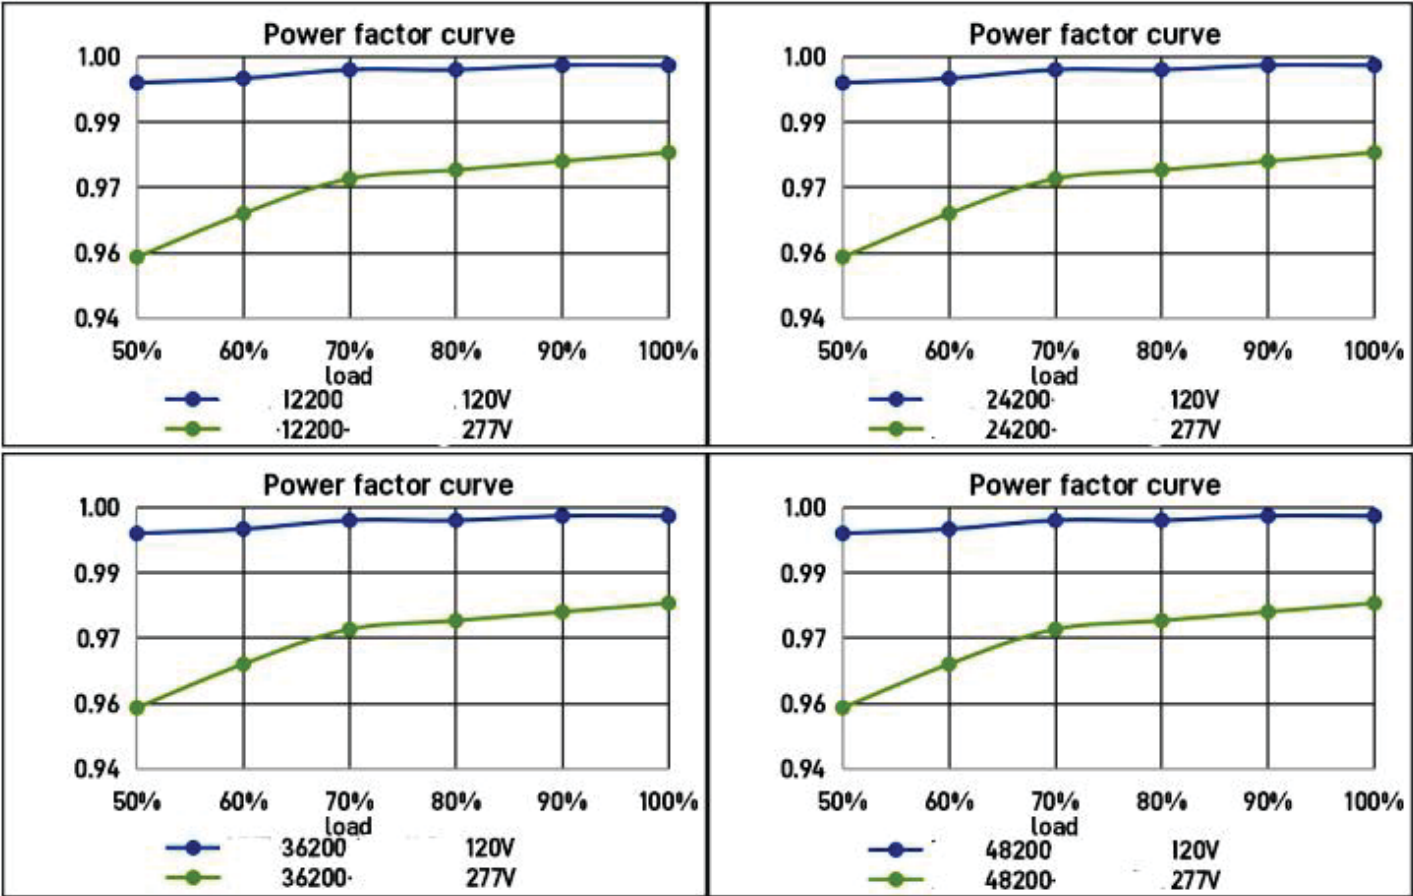 Power factor curve
1.00
0.99
0.97
0.96
0.94
50% 60% 70% 80% 90% 100%
load
12200 120V
-12200- 277V
Power factor curve
1.00
0.99
0.97
0.96
0.94
50% 60% 70% 80% 90% 100%
load
24200- 120V
24200- 277V
Power factor curve
1.00
0.99
0.97
0.96
0.94
50% 60% 70% 80% 90% 100%
load
36200 120V
36200- 277V
Power factor curve
1.00
0.99
0.97
0.96
0.94
50% 60% 70% 80% 90% 100%
load
48200 120V
48200- 277V